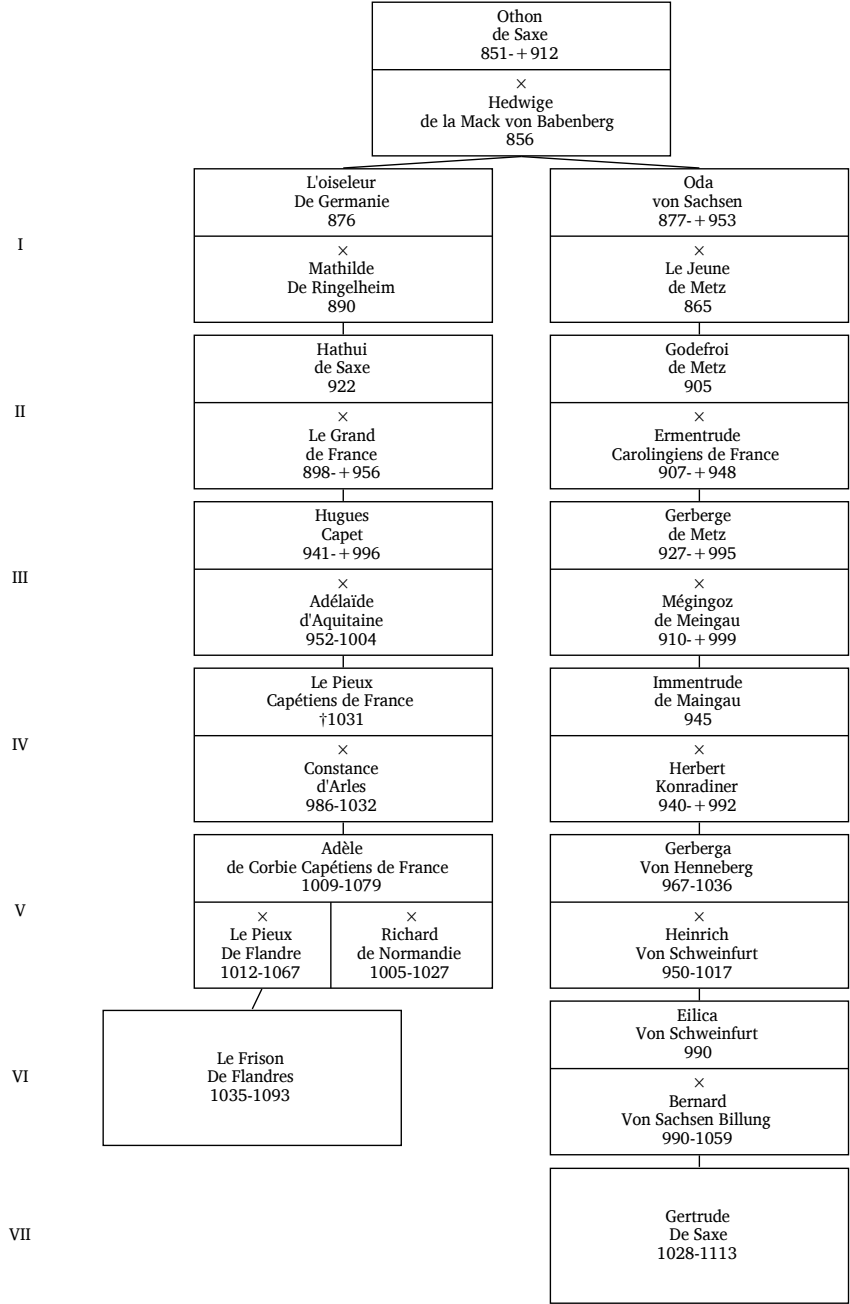 Othon
de Saxe
851-+912
×
Hedwige
de la Mack von Babenberg
856
I
L'oiseleur
De Germanie
876
×
Mathilde
De Ringelheim
890
Oda
von Sachsen
877-+953
×
Le Jeune
de Metz
865
II
Hathui
de Saxe
922
×
Le Grand
de France
898-+956
Godefroi
de Metz
905
×
Ermentrude
Carolingiens de France
907-+948
III
Hugues
Capet
941-+996
×
Adélaïde
d'Aquitaine
952-1004
Gerberge
de Metz
927-+995
×
Mégingoz
de Meingau
910-+999
IV
Le Pieux
Capétiens de France
†1031
×
Constance
d'Arles
986-1032
Immentrude
de Maingau
945
×
Herbert
Konradiner
940-+992
V
Adèle
de Corbie Capétiens de France
1009-1079
×
Le Pieux
De Flandre
1012-1067
×
Richard
de Normandie
1005-1027
Gerberga
Von Henneberg
967-1036
×
Heinrich
Von Schweinfurt
950-1017
VI
Le Frison
De Flandres
1035-1093
Eilica
Von Schweinfurt
990
×
Bernard
Von Sachsen Billung
990-1059
VII
Gertrude
De Saxe
1028-1113